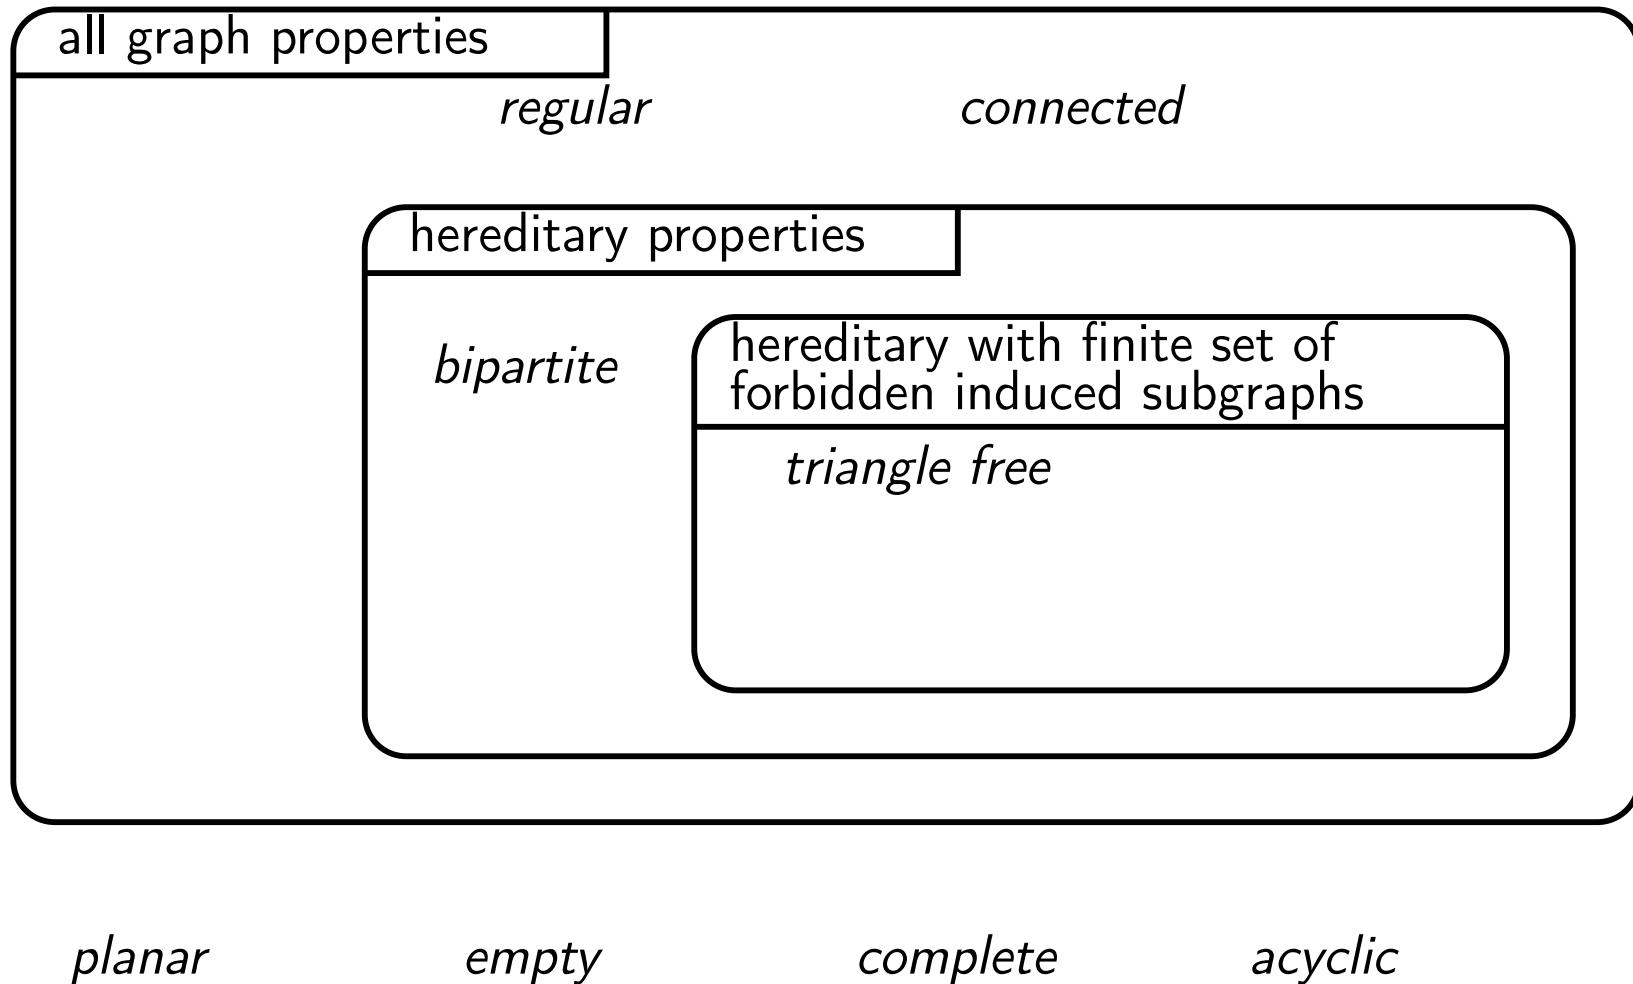 all graph properties
regular connected
hereditary properties
bipartite
hereditary with finite set of
forbidden induced subgraphs
triangle free
planar empty complete acyclic